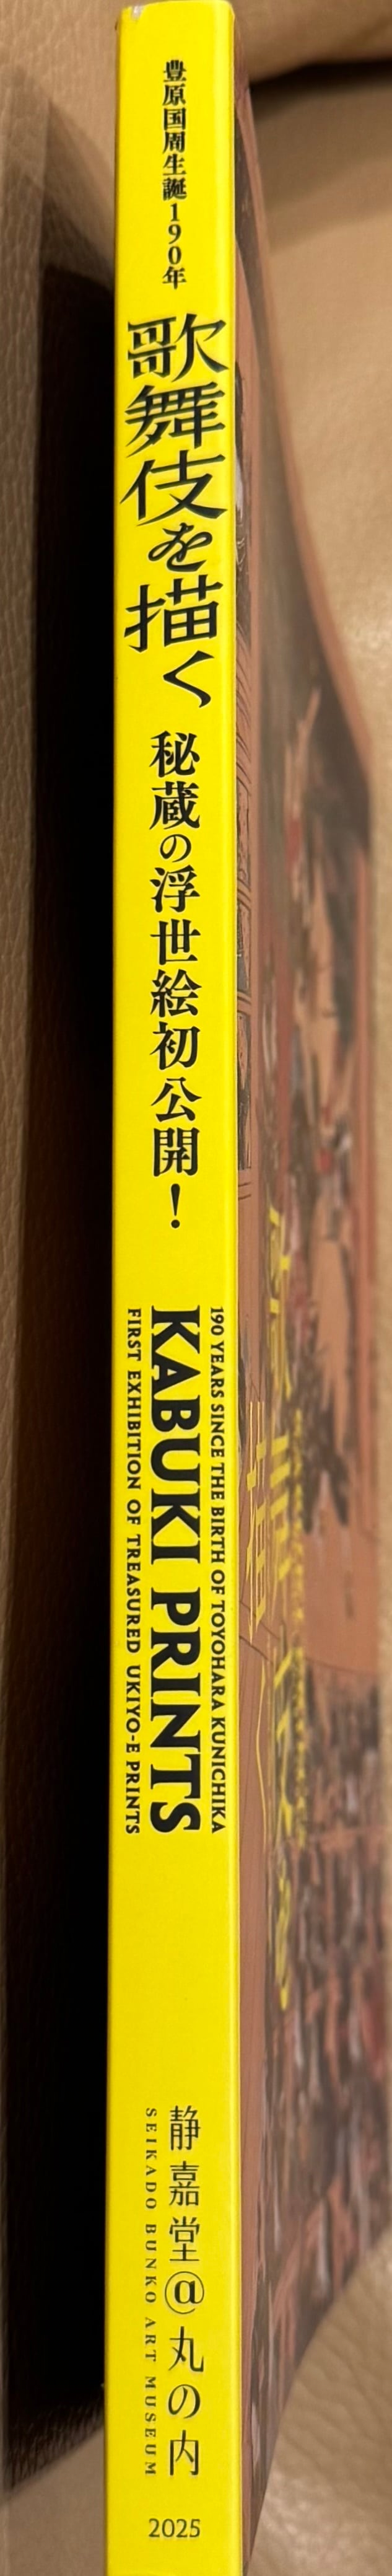 豊原国周生誕190年
歌舞伎を描く
秘蔵の浮世絵初公開！
190 YEARS SINCE THE BIRTH OF TOYOHARA KUNICHIKA
KABUKI PRINTS
FIRST EXHIBITION OF TREASURED UKIYO-E PRINTS
静嘉堂@丸の内
SEIKADO BUNKO ART MUSEUM
2025